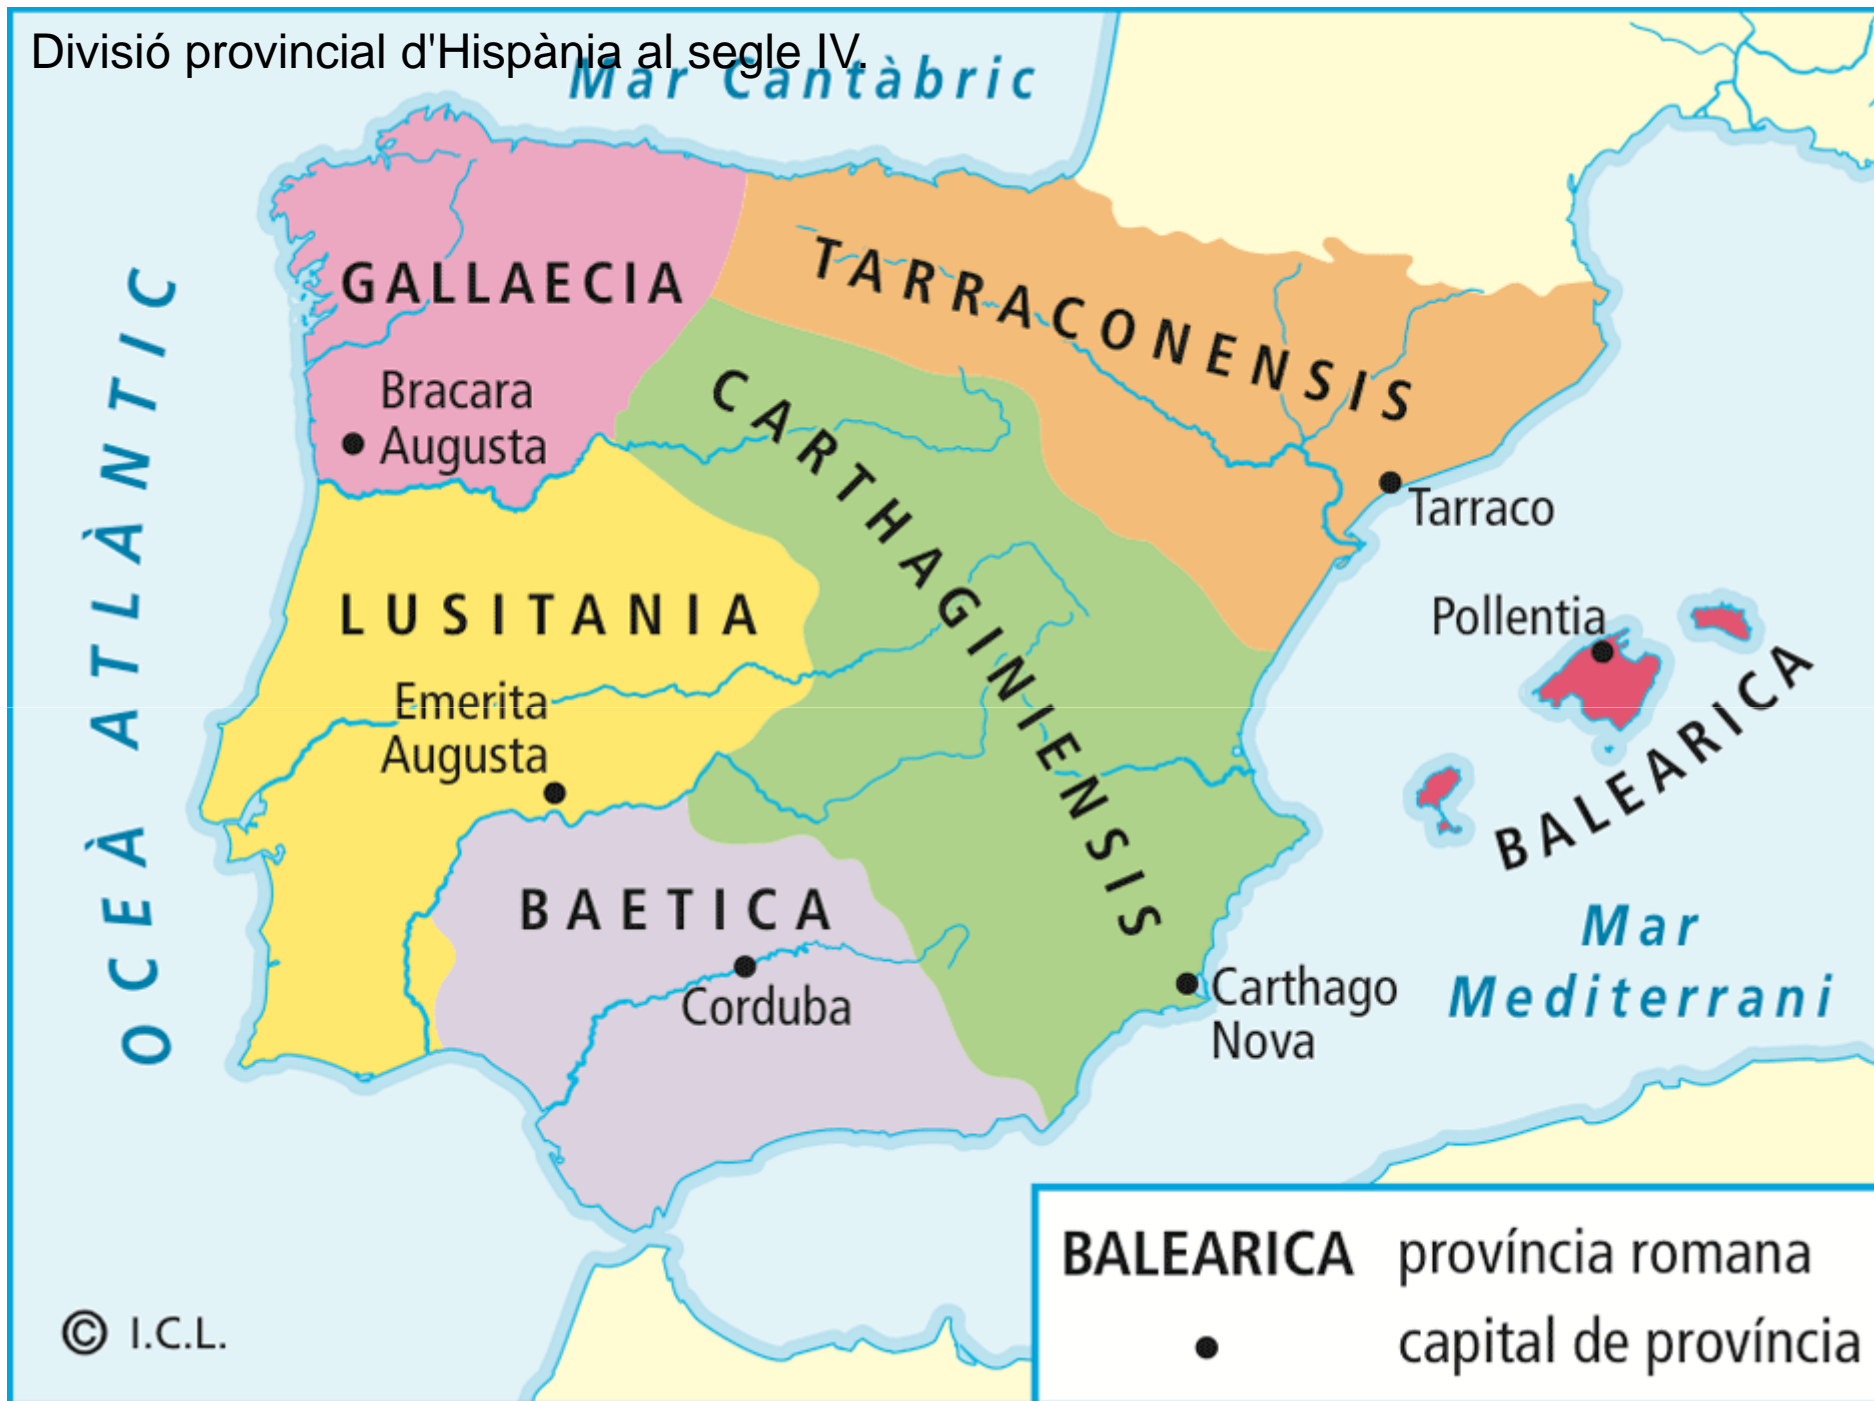 Divisió provincial d'Hispània al segle IV.
Mar Cantàbric
GALLAECIA
TARRACONENSIS
Bracara
Augusta
CARTHAGINIENSIS
Tarraco
OCEÀ ATLÀNTIC
LUSITANIA
Pollentia
BALEARICA
Emerita
Augusta
BAETICA
Corduba
Carthago
Nova
Mar
Mediterrani
BALEARICA província romana
capital de província
© I.C.L.